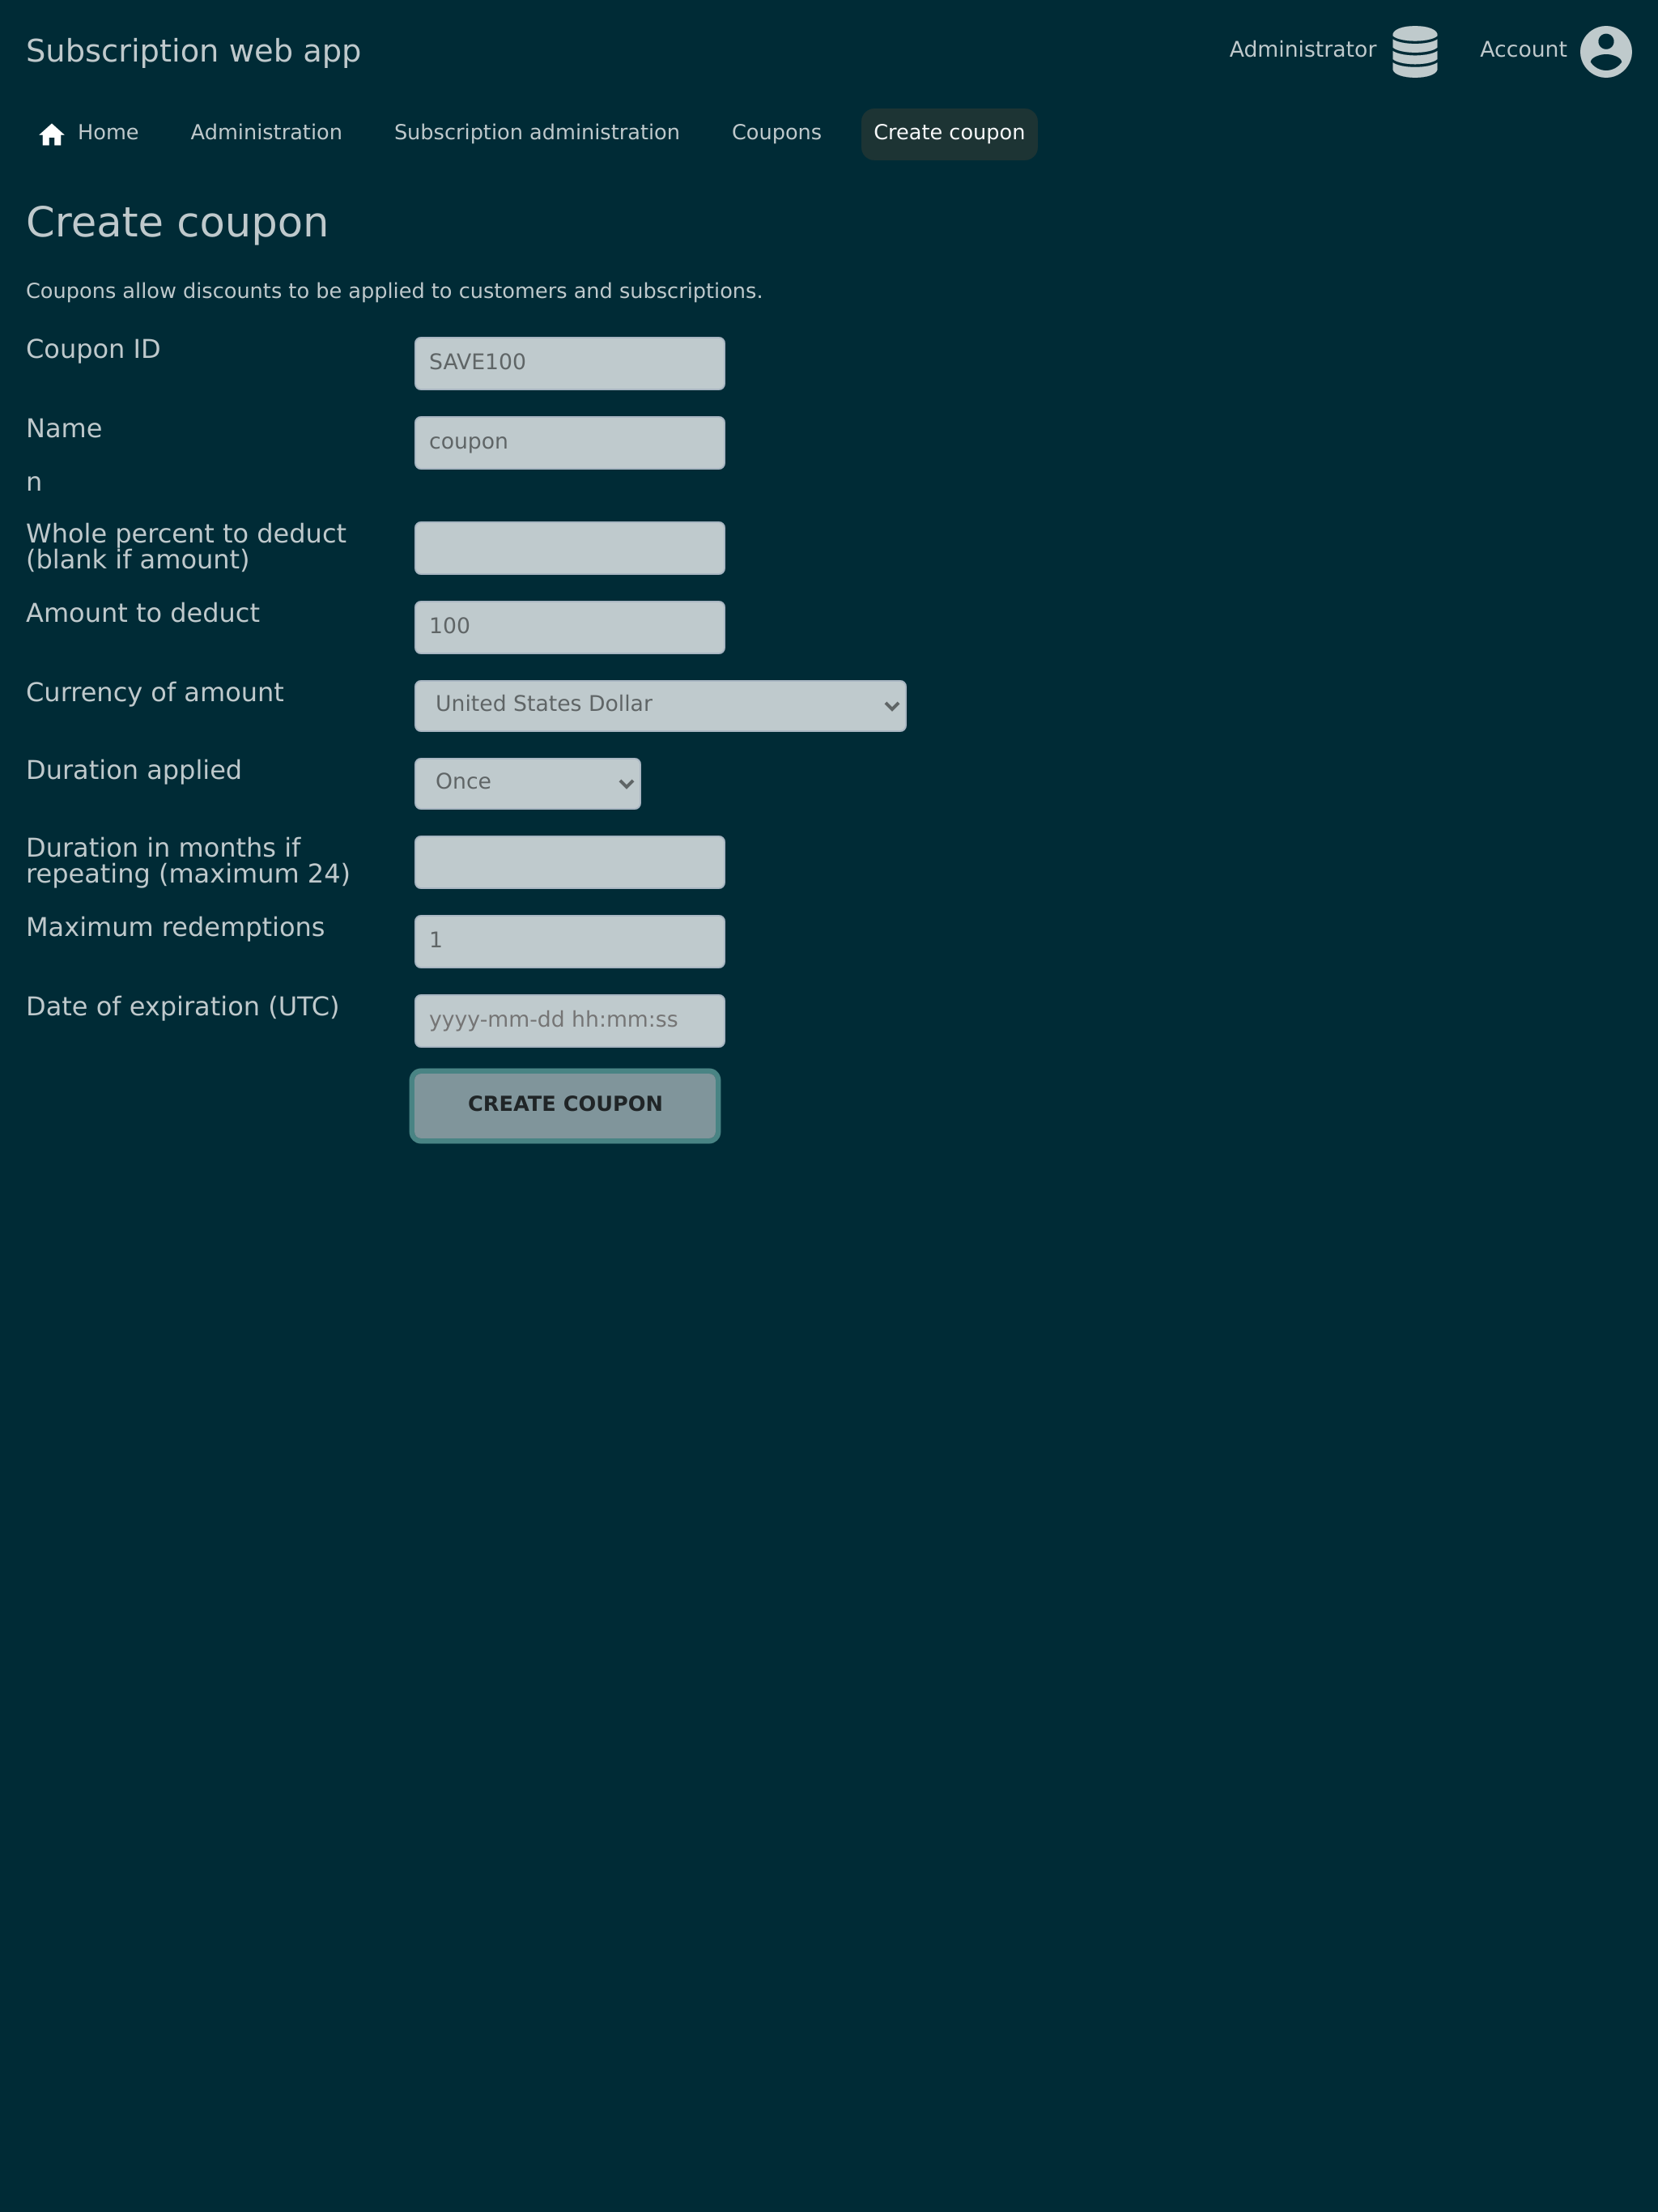 Subscription web app
Administrator
Account
Home
Administration
Subscription administration
Coupons
Create coupon
Create coupon
Coupons allow discounts to be applied to customers and subscriptions.
Coupon ID
SAVE100
Name
coupon
n
Whole percent to deduct
(blank if amount)
Amount to deduct
100
Currency of amount
United States Dollar
Duration applied
Once
Duration in months if
repeating (maximum 24)
Maximum redemptions
1
Date of expiration (UTC)
yyyy-mm-dd hh:mm:ss
CREATE COUPON